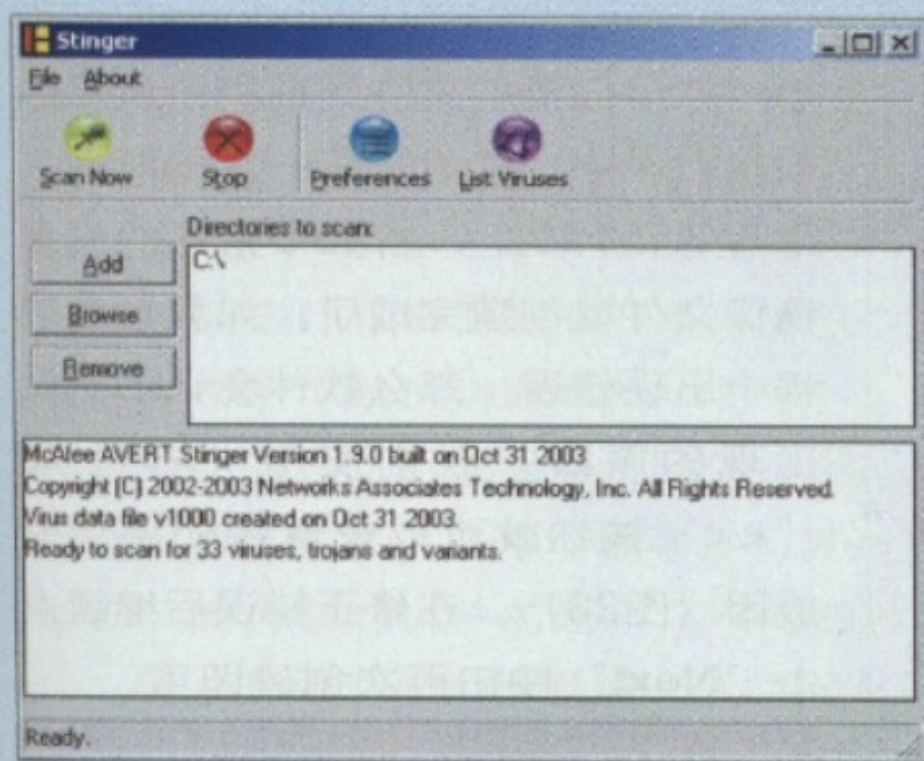 Stinger
File About
Scan Now Stop Preferences List Viruses
Directories to scan:
Add
C:\
Browse
Remove
McAfee AVERT Stinger Version 1.9.0 built on Oct 31 2003
Copyright (C) 2002-2003 Networks Associates Technology, Inc. All Rights Reserved.
Virus data file v1000 created on Oct 31 2003.
Ready to scan for 33 viruses, trojans and variants.
Ready.